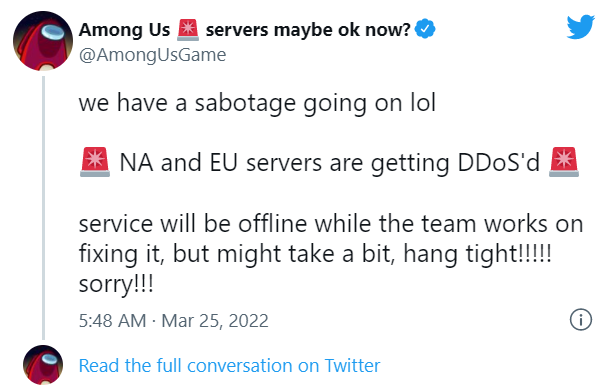 Among Us 🚨 servers maybe ok now?
@AmongUsGame
we have a sabotage going on lol
🚨 NA and EU servers are getting DDoS'd 🚨
service will be offline while the team works on
fixing it, but might take a bit, hang tight!!!!!
sorry!!!
5:48 AM · Mar 25, 2022
Read the full conversation on Twitter